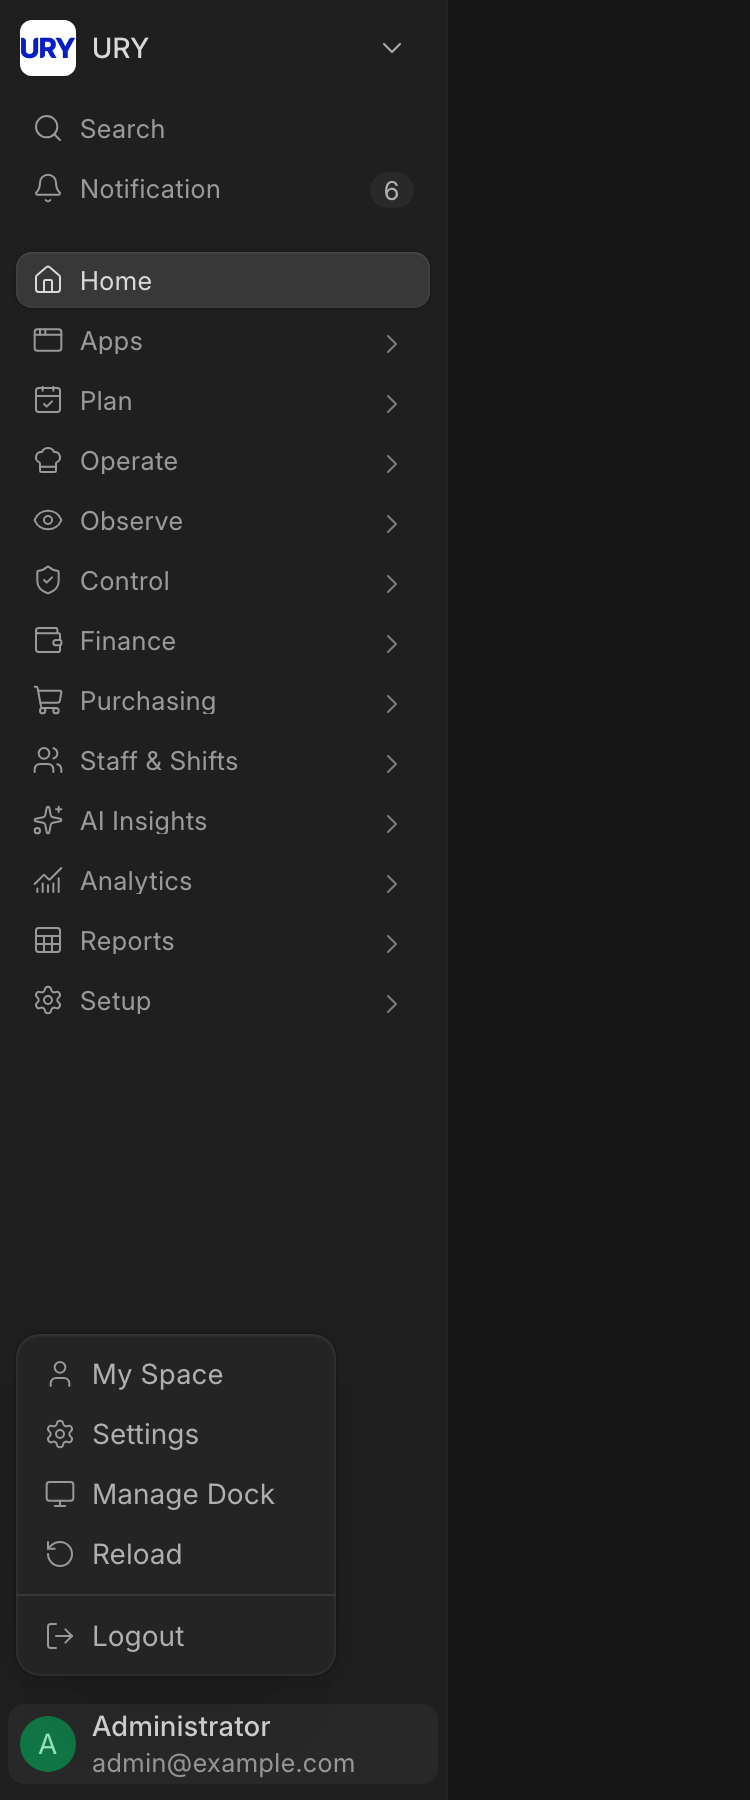 URY URY
Search
Notification 6
Home
Apps
Plan
Operate
Observe
Control
Finance
Purchasing
Staff & Shifts
AI Insights
Analytics
Reports
Setup
My Space
Settings
Manage Dock
Reload
Logout
A Administrator
admin@example.com